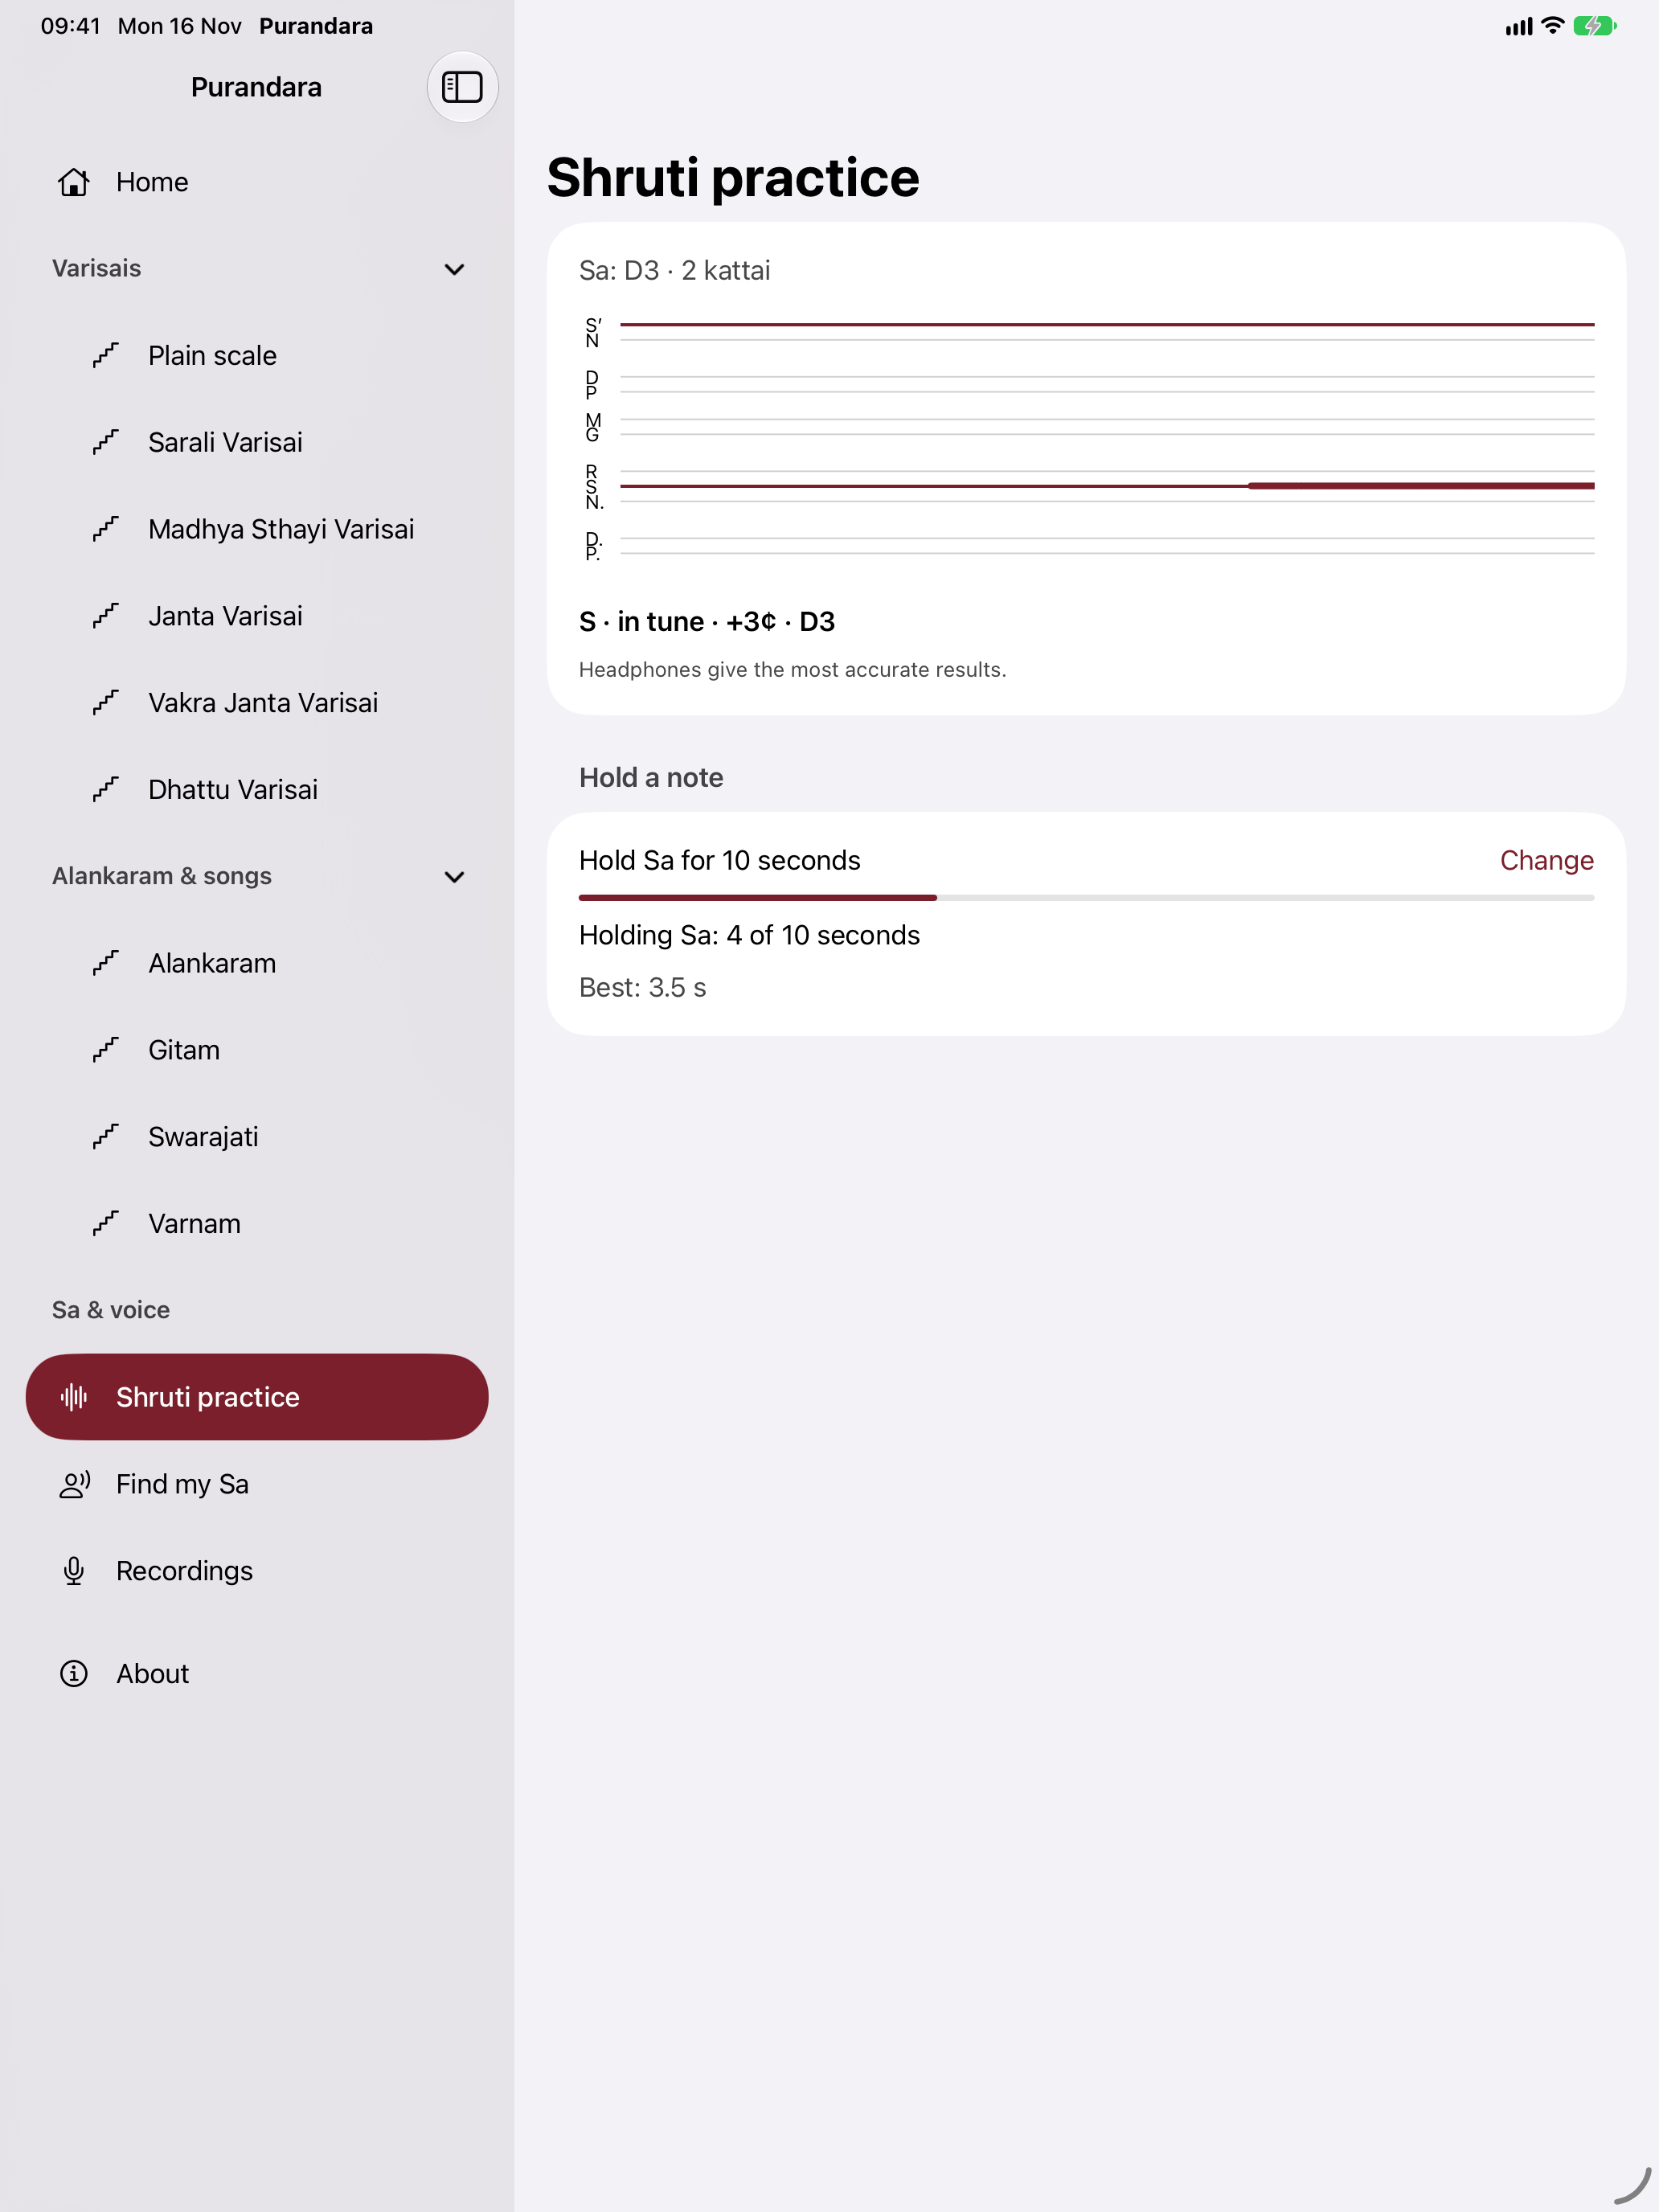 09:41 Mon 16 Nov Purandara
Purandara
Home
Varisais
Plain scale
Sarali Varisai
Madhya Sthayi Varisai
Janta Varisai
Vakra Janta Varisai
Dhattu Varisai
Alankaram & songs
Alankaram
Gitam
Swarajati
Varnam
Sa & voice
Shruti practice
Find my Sa
Recordings
About
Shruti practice
Sa: D3 · 2 kattai
S′
N
D
P
M
G
R
S
N.
D.
P.
S · in tune · +3¢ · D3
Headphones give the most accurate results.
Hold a note
Hold Sa for 10 seconds Change
Holding Sa: 4 of 10 seconds
Best: 3.5 s